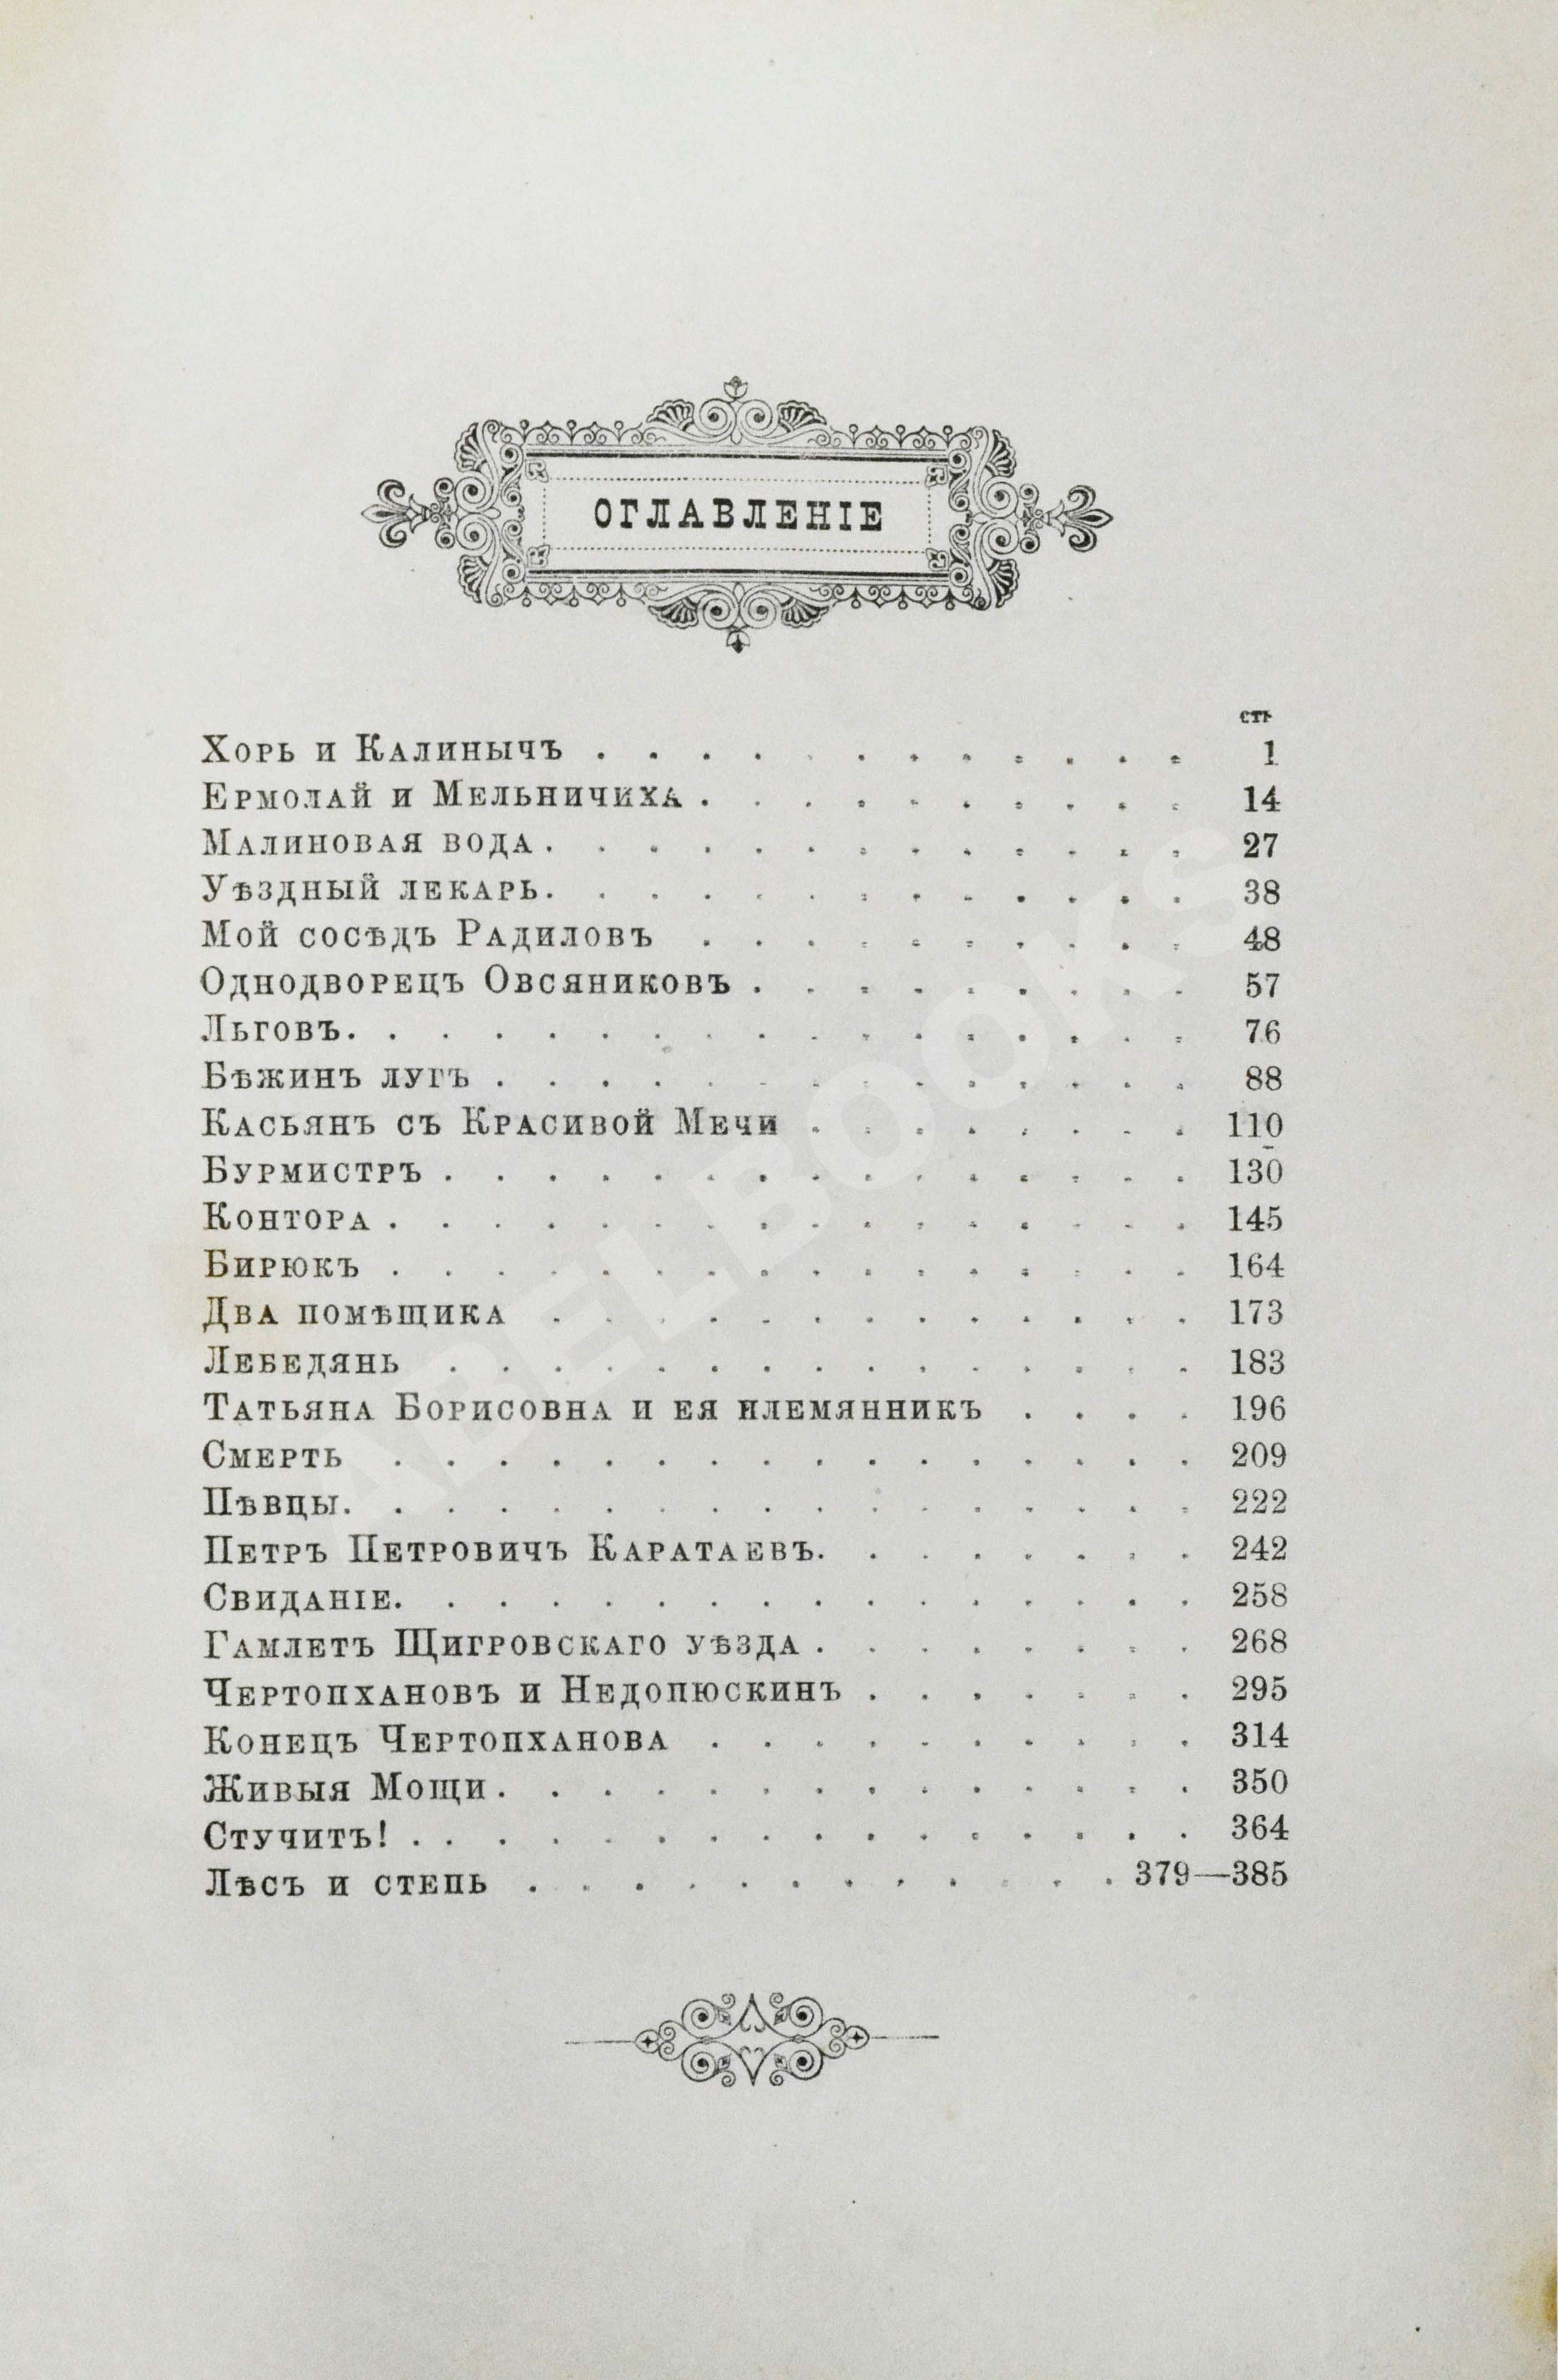 ОГЛАВЛЕНІЕ
стр
Хорь и Калинычъ . . . . . . . . . . . . 1
Ермолай и Мельничиха . . . . . . . . . . 14
Малиновая вода . . . . . . . . . . . . . 27
Уѣздный лекарь . . . . . . . . . . . . . 38
Мой сосѣдъ Радиловъ . . . . . . . . . . 48
Однодворецъ Овсяниковъ . . . . . . . . . 57
Льговъ . . . . . . . . . . . . . . . . . 76
Бѣжинъ лугъ . . . . . . . . . . . . . . 88
Касьянъ съ Красивой Мечи . . . . . . . . 110
Бурмистръ . . . . . . . . . . . . . . . 130
Контора . . . . . . . . . . . . . . . . 145
Бирюкъ . . . . . . . . . . . . . . . . 164
Два помѣщика . . . . . . . . . . . . . 173
Лебедянь . . . . . . . . . . . . . . . 183
Татьяна Борисовна и ея племянникъ . . . . 196
Смерть . . . . . . . . . . . . . . . . 209
Пѣвцы . . . . . . . . . . . . . . . . . 222
Петръ Петровичъ Каратаевъ . . . . . . . . 242
Свиданіе . . . . . . . . . . . . . . . . 258
Гамлетъ Щигровскаго уѣзда . . . . . . . . 268
Чертопхановъ и Недопюскинъ . . . . . . . 295
Конецъ Чертопханова . . . . . . . . . . 314
Живыя Мощи . . . . . . . . . . . . . . 350
Стучитъ! . . . . . . . . . . . . . . . . 364
Лѣсъ и степь . . . . . . . . . . . . 379—385
ABELBOOKS